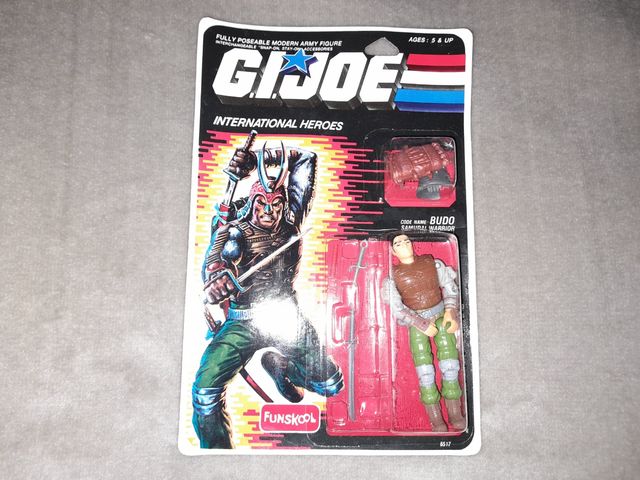 FULLY POSEABLE MODERN ARMY FIGURE
INTERCHANGEABLE "SNAP-ON, STAY-ON" ACCESSORIES
AGES: 5 & UP
G.I.JOE
INTERNATIONAL HEROES
CODE NAME: BUDO
SAMURAI WARRIOR
FUNSKOOL
6517